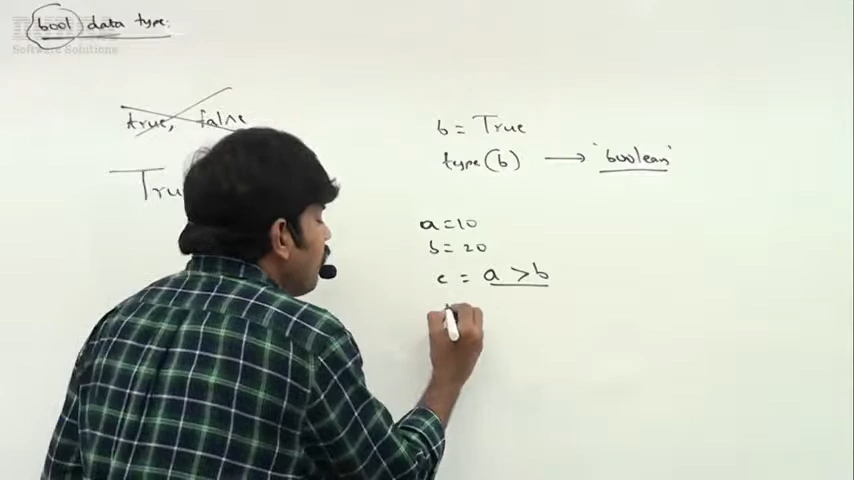 bool data type:
Software Solutions
true, false
Tru
b = True
type(b) → 'boolean'
a = 10
b = 20
c = a > b